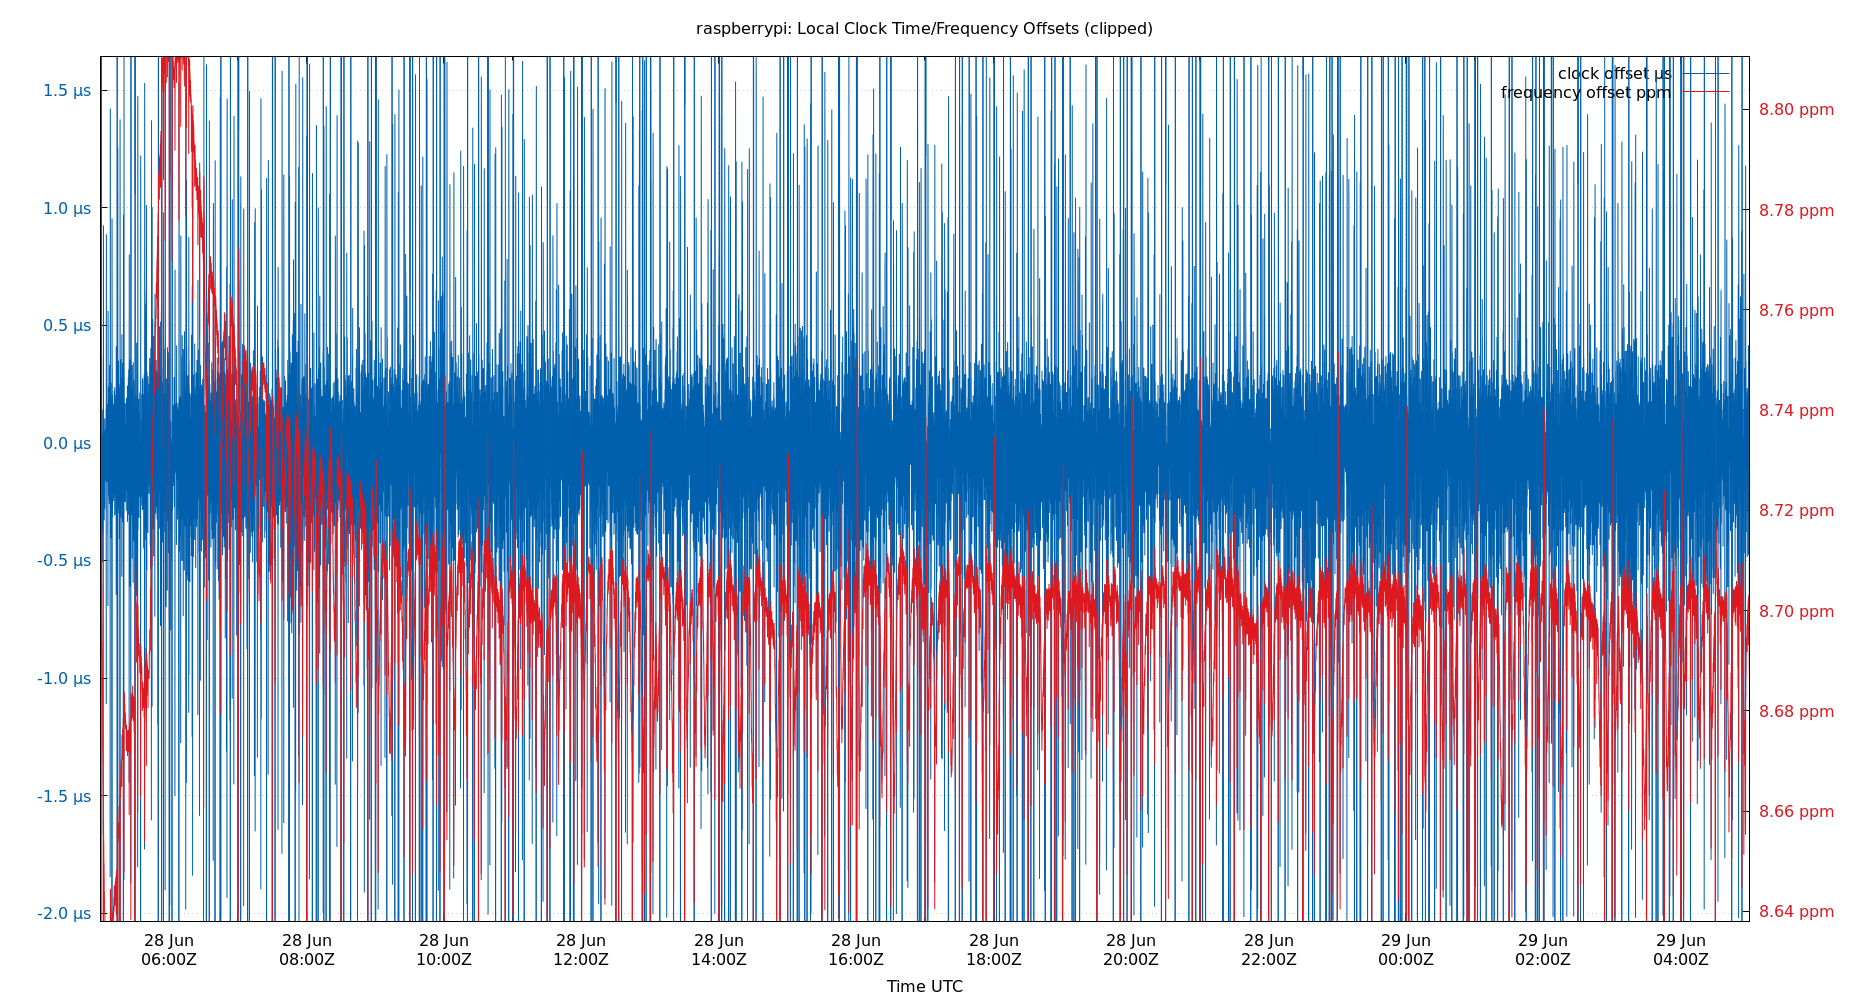 raspberrypi: Local Clock Time/Frequency Offsets (clipped)
clock offset µs
frequency offset ppm
1.5 µs
1.0 µs
0.5 µs
0.0 µs
-0.5 µs
-1.0 µs
-1.5 µs
-2.0 µs
8.80 ppm
8.78 ppm
8.76 ppm
8.74 ppm
8.72 ppm
8.70 ppm
8.68 ppm
8.66 ppm
8.64 ppm
28 Jun 28 Jun 28 Jun 28 Jun 28 Jun 28 Jun 28 Jun 28 Jun 28 Jun 29 Jun 29 Jun 29 Jun
06:00Z 08:00Z 10:00Z 12:00Z 14:00Z 16:00Z 18:00Z 20:00Z 22:00Z 00:00Z 02:00Z 04:00Z
Time UTC